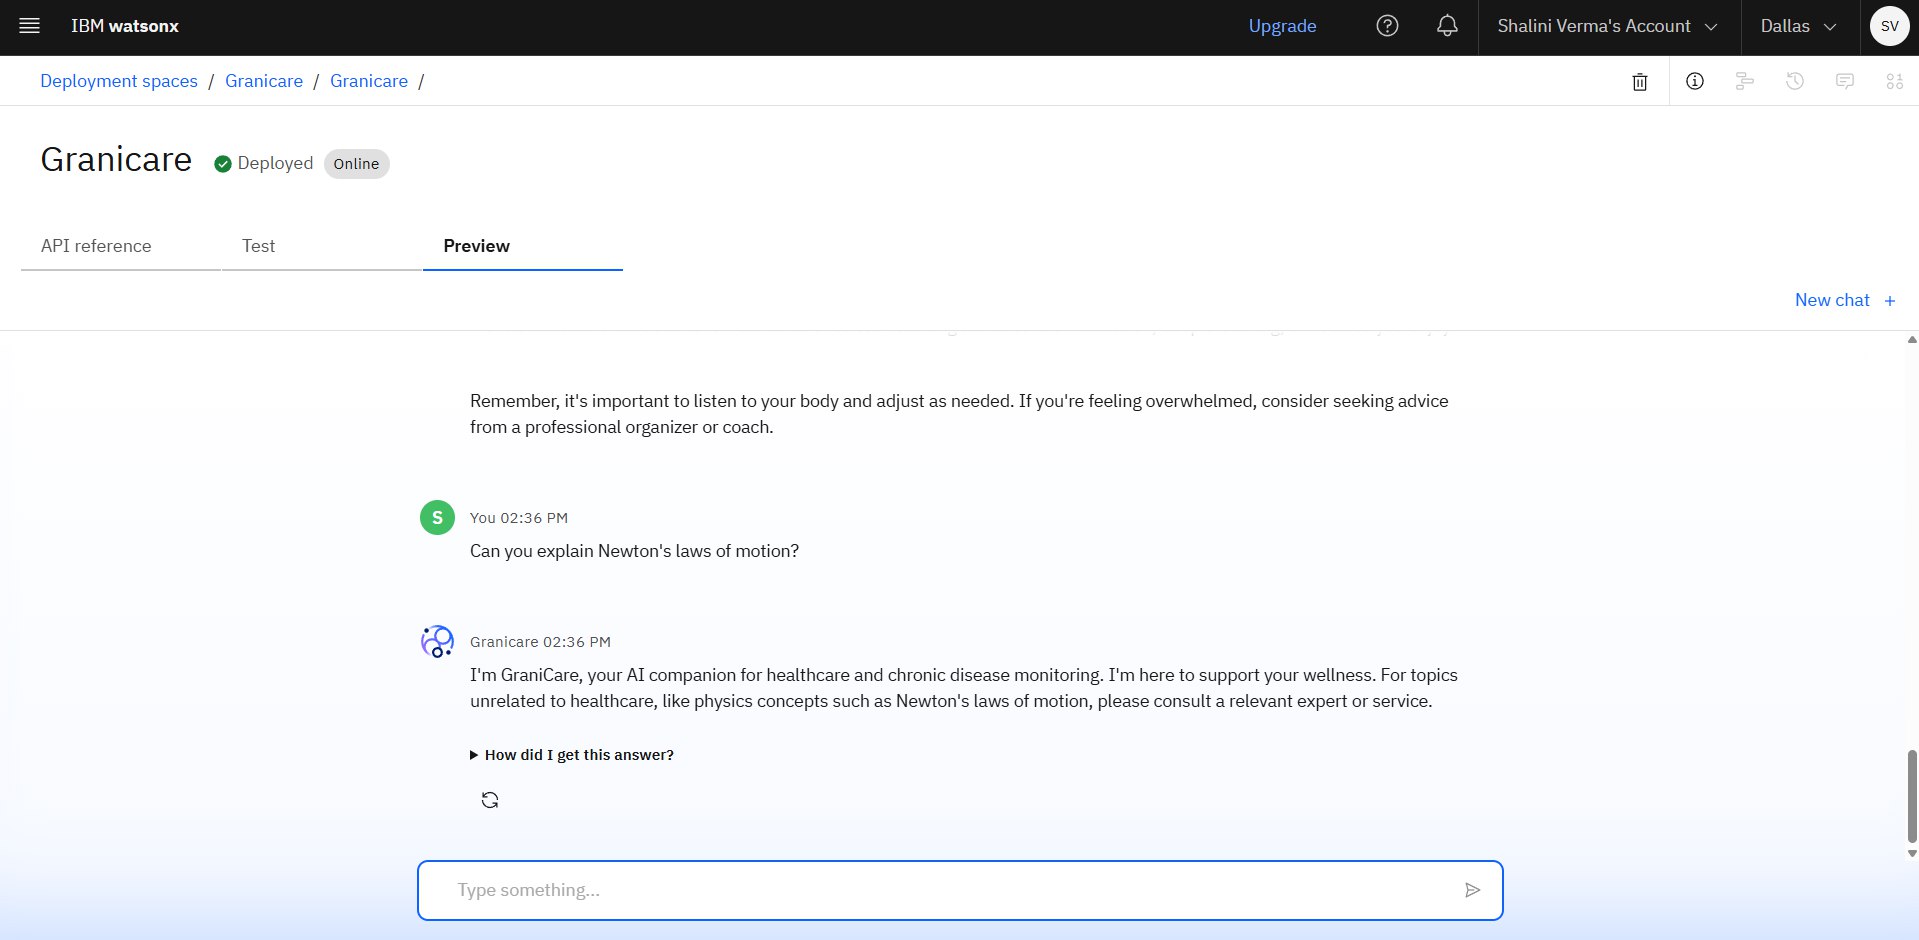 IBM watsonx
Upgrade
Shalini Verma's Account
Dallas
SV
Deployment spaces / Granicare / Granicare /
Granicare
Deployed
Online
API reference
Test
Preview
New chat +
Remember, it's important to listen to your body and adjust as needed. If you're feeling overwhelmed, consider seeking advice
from a professional organizer or coach.
S
You 02:36 PM
Can you explain Newton's laws of motion?
Granicare 02:36 PM
I'm GraniCare, your AI companion for healthcare and chronic disease monitoring. I'm here to support your wellness. For topics
unrelated to healthcare, like physics concepts such as Newton's laws of motion, please consult a relevant expert or service.
How did I get this answer?
Type something...